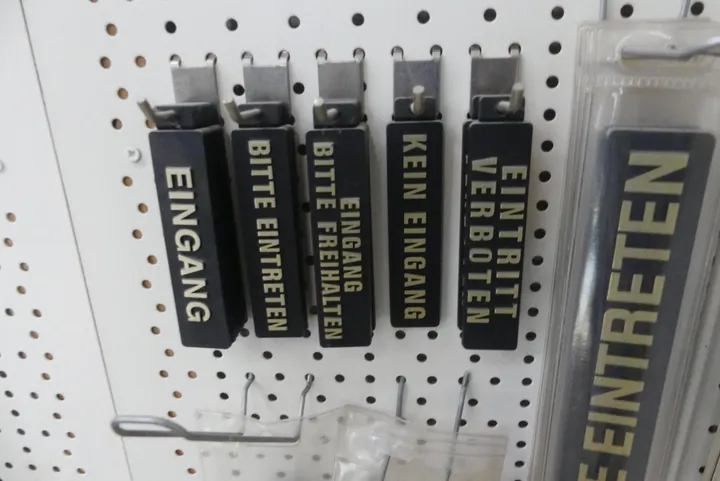 EINGANG
BITTE EINTRETEN
EINGANG
BITTE FREIHALTEN
KEIN EINGANG
EINTRITT
VERBOTEN
E EINTRETEN